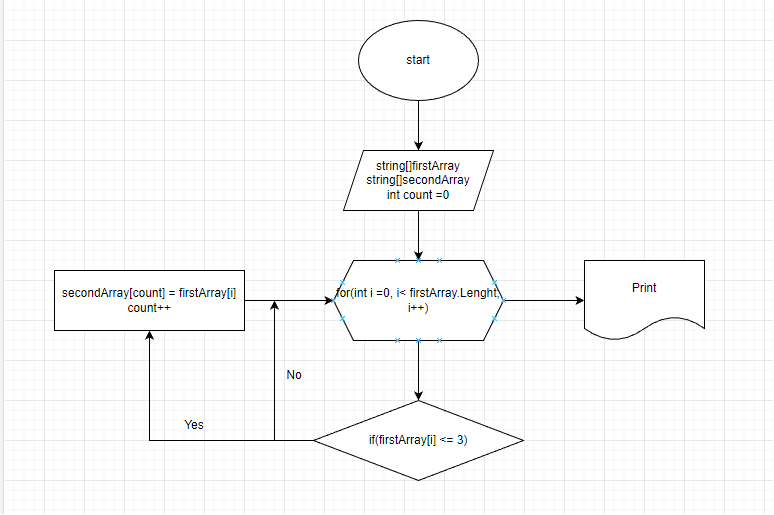 start
string[]firstArray
string[]secondArray
int count =0
secondArray[count] = firstArray[i]
count++
for(int i =0, i< firstArray.Lenght,
i++)
Print
No
Yes
if(firstArray[i] <= 3)